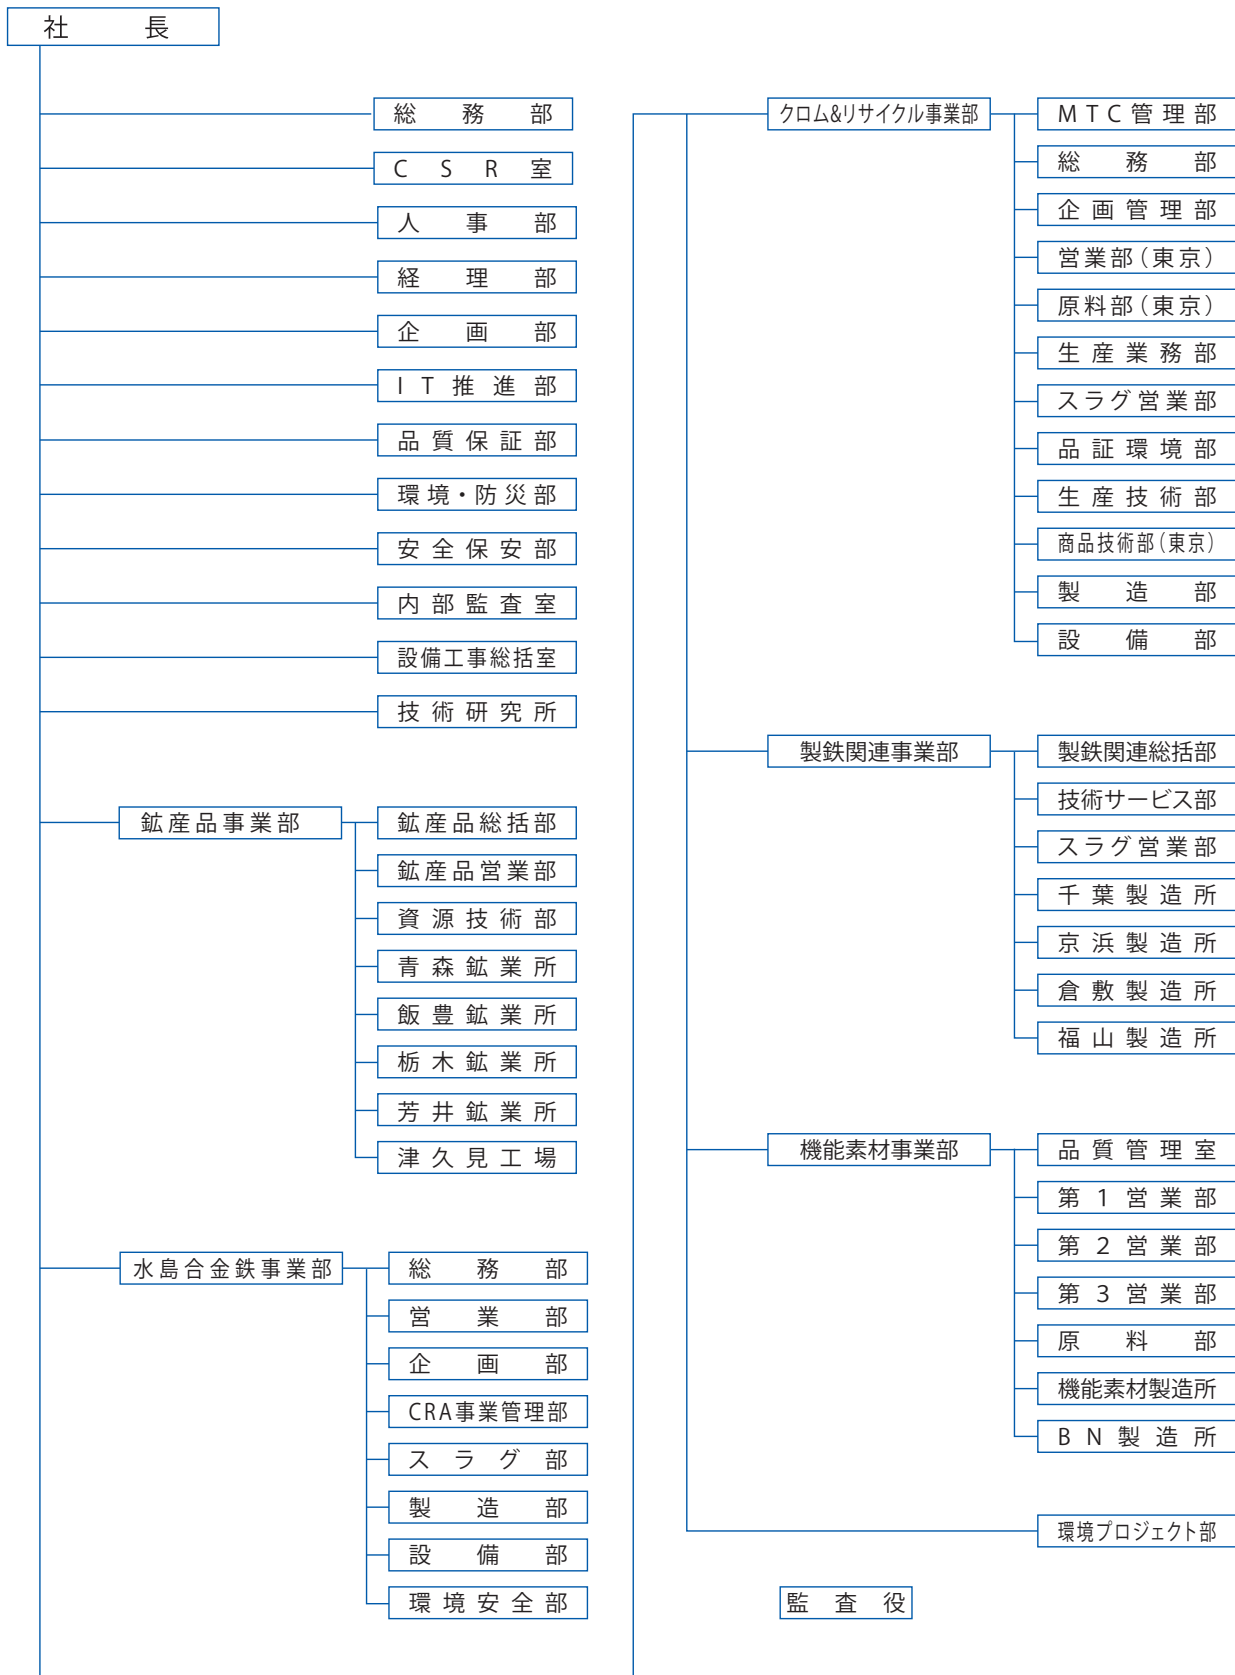 社長
総務部
CSR室
人事部
経理部
企画部
IT推進部
品質保証部
環境・防災部
安全保安部
内部監査室
設備工事総括室
技術研究所
鉱産品事業部
鉱産品総括部
鉱産品営業部
資源技術部
青森鉱業所
飯豊鉱業所
栃木鉱業所
芳井鉱業所
津久見工場
水島合金鉄事業部
総務部
営業部
企画部
CRA事業管理部
スラグ部
製造部
設備部
環境安全部
クロム&リサイクル事業部
MTC管理部
総務部
企画管理部
営業部(東京)
原料部(東京)
生産業務部
スラグ営業部
品証環境部
生産技術部
商品技術部(東京)
製造部
設備部
製鉄関連事業部
製鉄関連総括部
技術サービス部
スラグ営業部
千葉製造所
京浜製造所
倉敷製造所
福山製造所
機能素材事業部
品質管理室
第1営業部
第2営業部
第3営業部
原料部
機能素材製造所
BN製造所
環境プロジェクト部
監査役